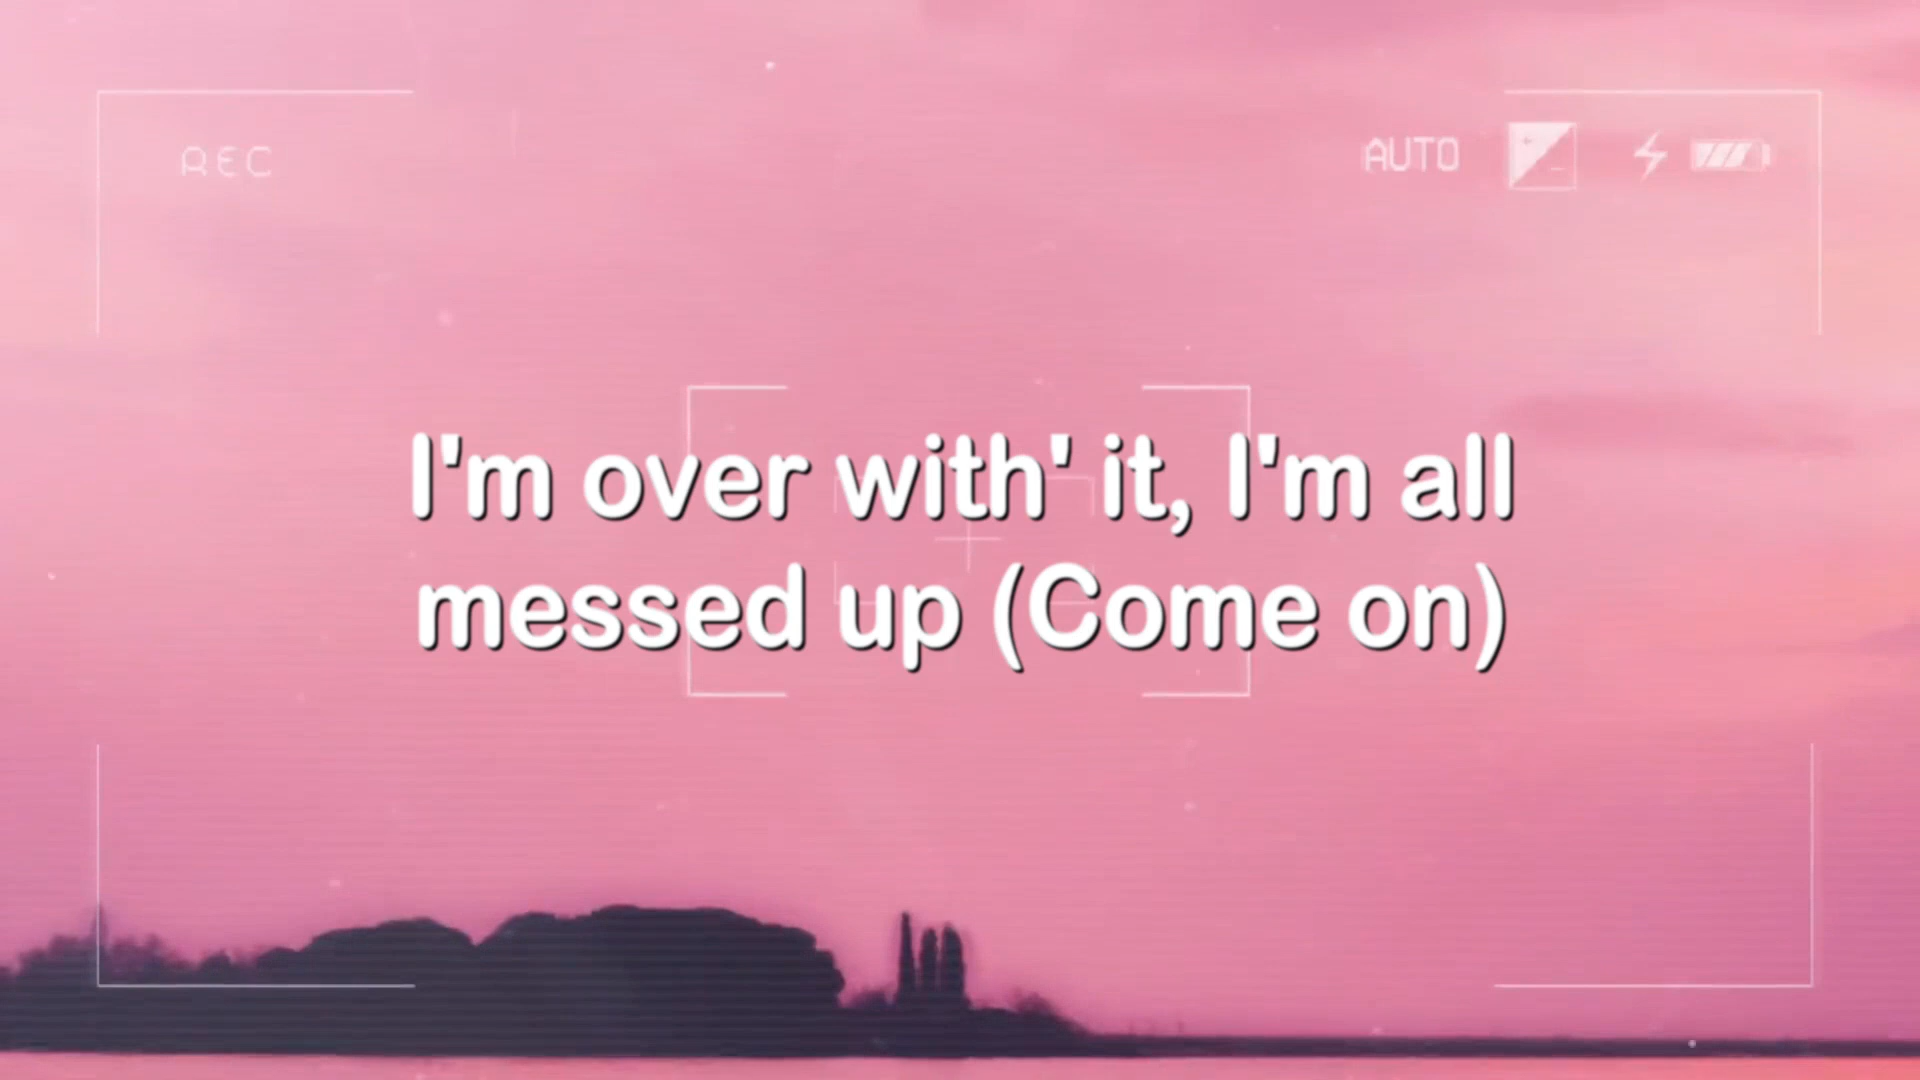 REC
AUTO
I'm over with' it, I'm all
messed up (Come on)